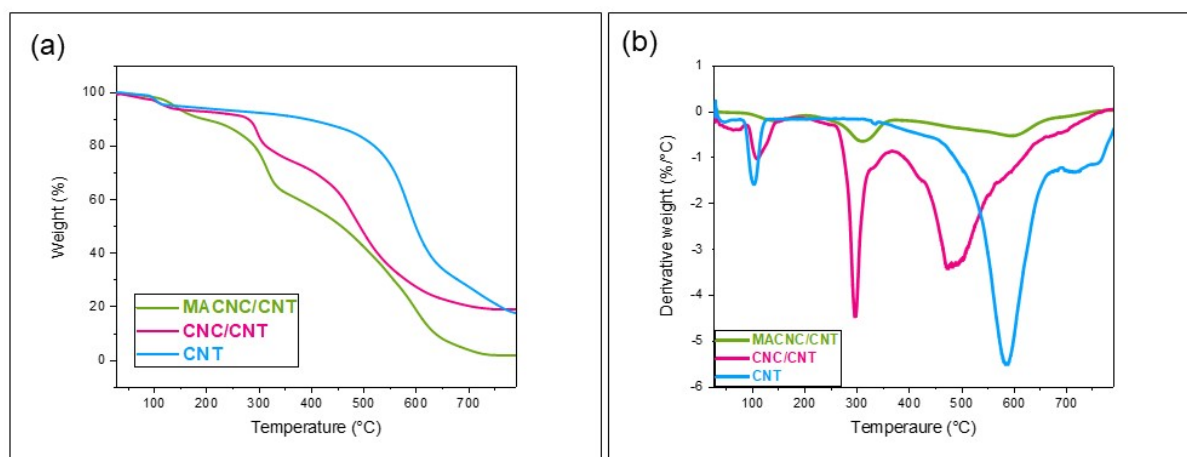 (a)
Weight (%)
100
80
60
40
20
0
MACNC/CNT
CNC/CNT
CNT
100 200 300 400 500 600 700
Temperature (°C)
(b)
Derivative weight (%/°C)
1
0
-1
-2
-3
-4
-5
-6
MACNC/CNT
CNC/CNT
CNT
100 200 300 400 500 600 700
Temperaure (°C)